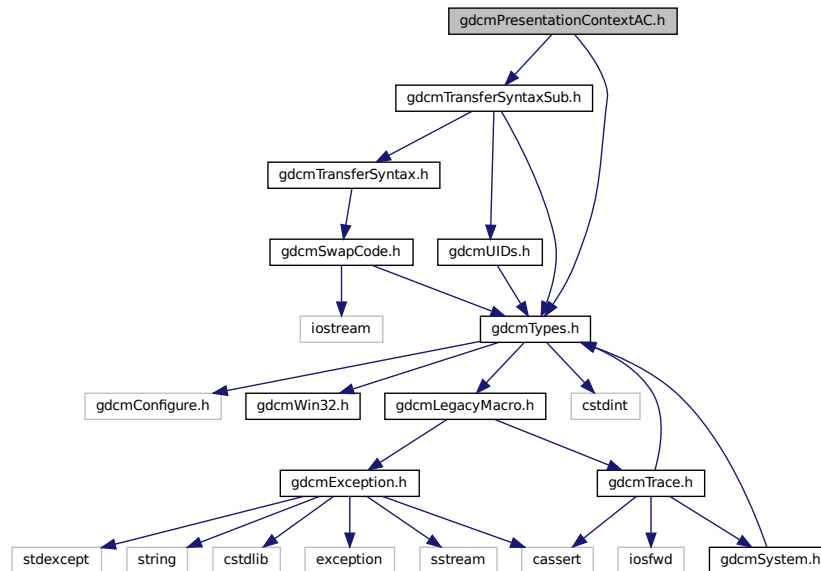 gdcmPresentationContextAC.h
gdcmTransferSyntaxSub.h
gdcmTransferSyntax.h
gdcmSwapCode.h
gdcmUIDs.h
iostream
gdcmTypes.h
gdcmConfigure.h
gdcmWin32.h
gdcmLegacyMacro.h
cstdint
gdcmException.h
gdcmTrace.h
stdexcept
string
cstdlib
exception
sstream
cassert
iosfwd
gdcmSystem.h